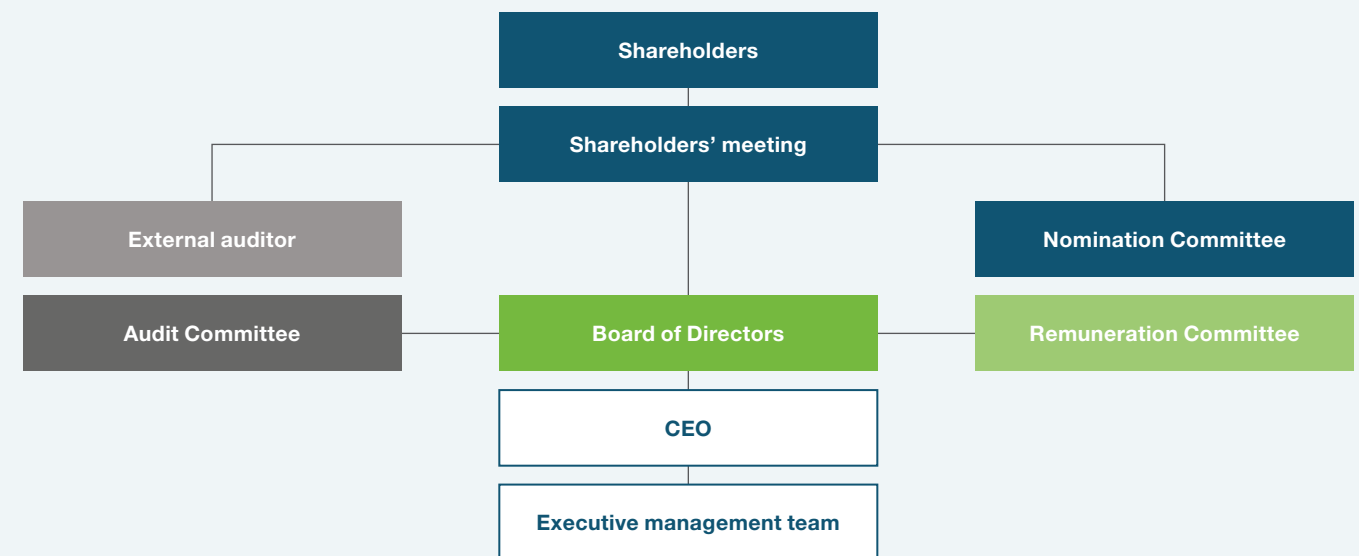 Shareholders
Shareholders’ meeting
External auditor
Nomination Committee
Audit Committee
Board of Directors
Remuneration Committee
CEO
Executive management team